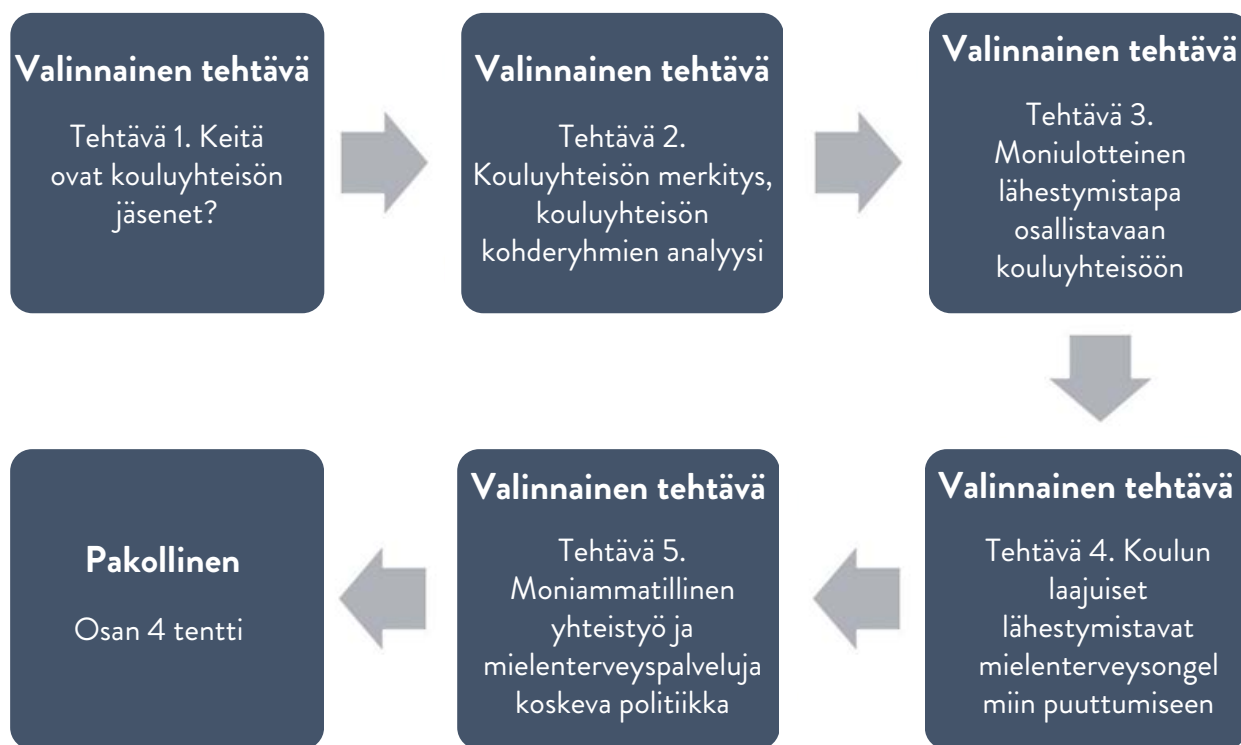 Valinnainen tehtävä
Tehtävä 1. Keitä
ovat kouluyhteisön
jäsenet?
Valinnainen tehtävä
Tehtävä 2.
Kouluyhteisön merkitys,
kouluyhteisön
kohderyhmien analyysi
Valinnainen tehtävä
Tehtävä 3.
Moniulotteinen
lähestymistapa
osallistavaan
kouluyhteisöön
Valinnainen tehtävä
Tehtävä 4. Koulun
laajuiset
lähestymistavat
mielenterveysongel
miin puuttumiseen
Valinnainen tehtävä
Tehtävä 5.
Moniammatillinen
yhteistyö ja
mielenterveyspalveluja
koskeva politiikka
Pakollinen
Osan 4 tentti